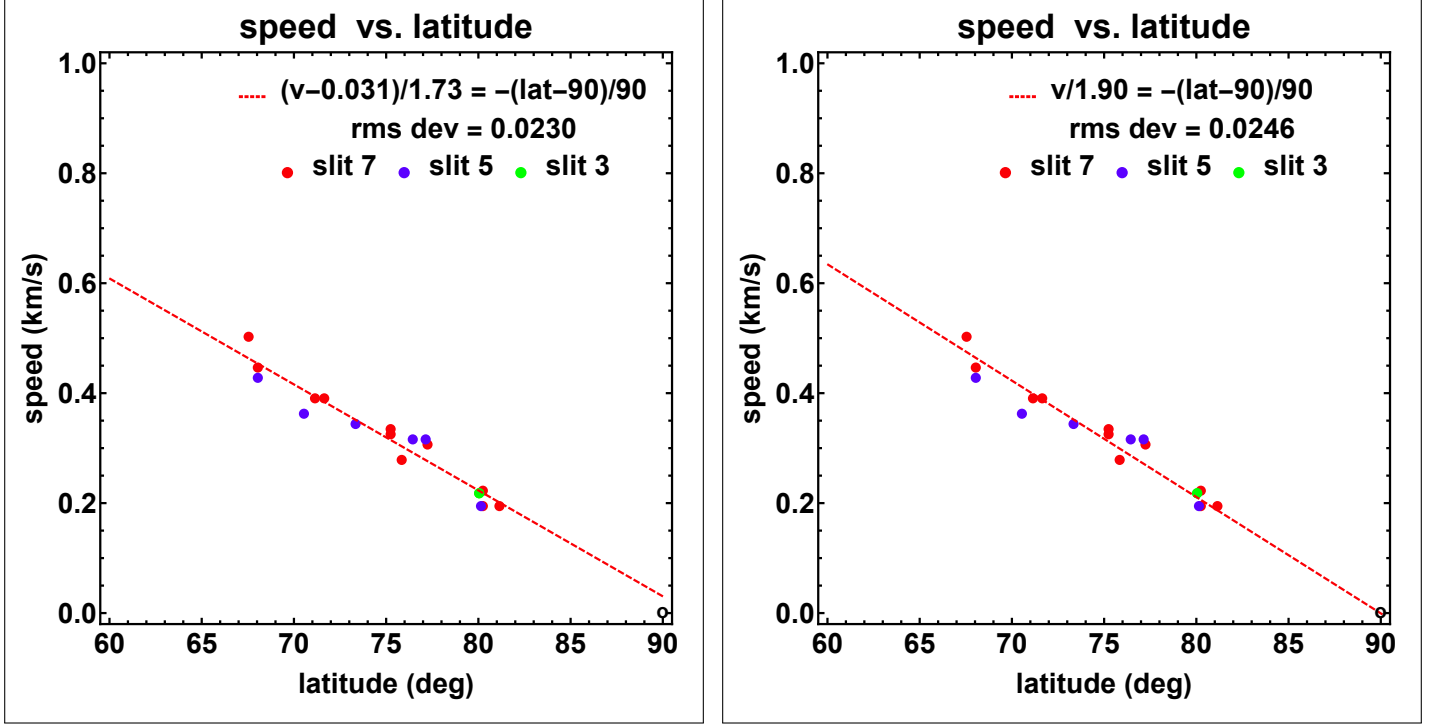 speed vs. latitude
(v−0.031)/1.73 = −(lat−90)/90
rms dev = 0.0230
slit 7 slit 5 slit 3
1.0
0.8
0.6
0.4
0.2
0.0
speed (km/s)
60 65 70 75 80 85 90
latitude (deg)
speed vs. latitude
v/1.90 = −(lat−90)/90
rms dev = 0.0246
slit 7 slit 5 slit 3
1.0
0.8
0.6
0.4
0.2
0.0
speed (km/s)
60 65 70 75 80 85 90
latitude (deg)